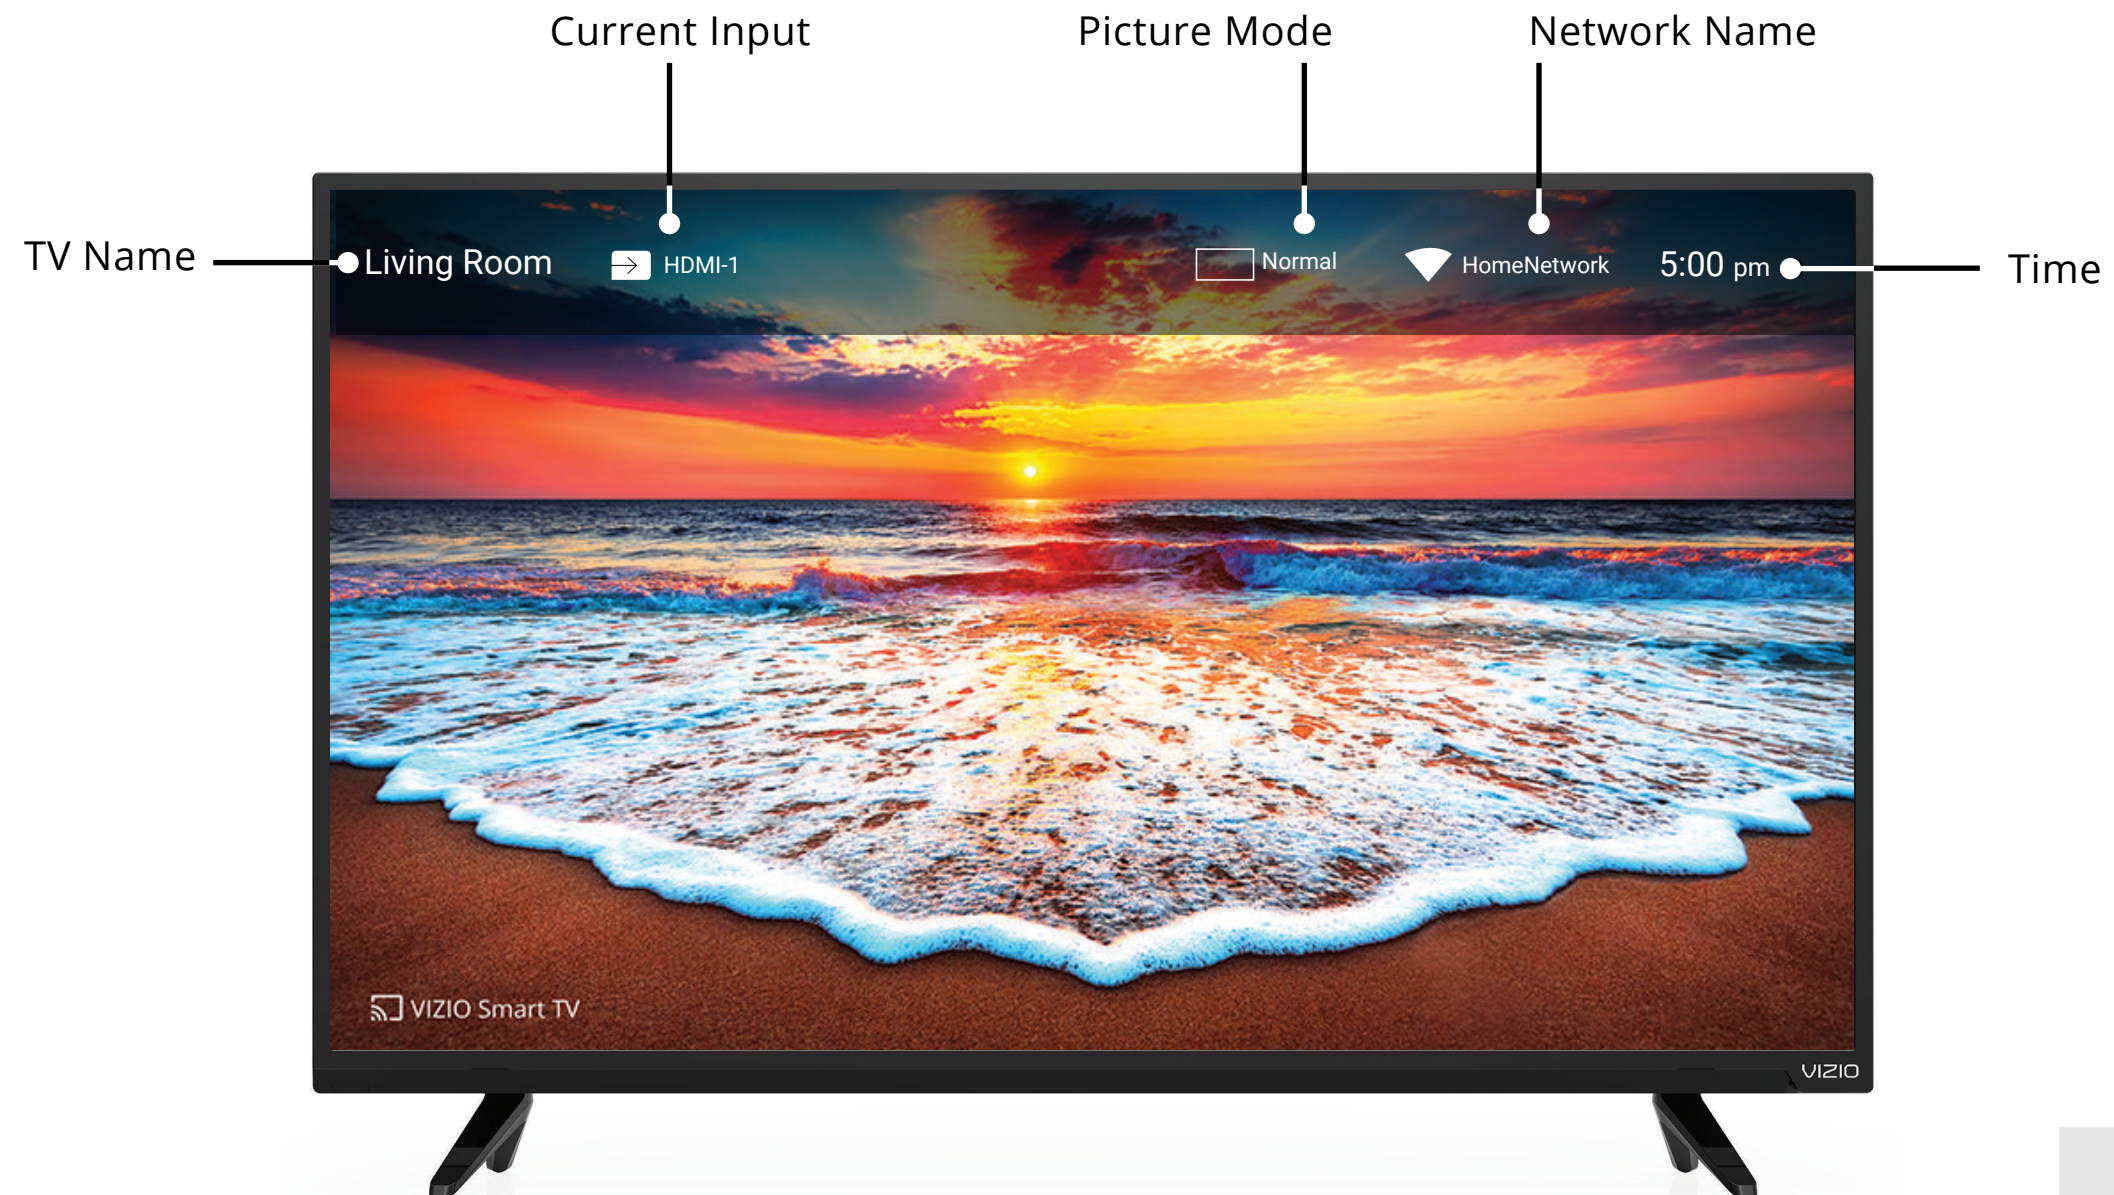 Current Input
Picture Mode
Network Name
TV Name
Living Room
HDMI-1
Normal
HomeNetwork
5:00 pm
Time
VIZIO Smart TV
VIZIO